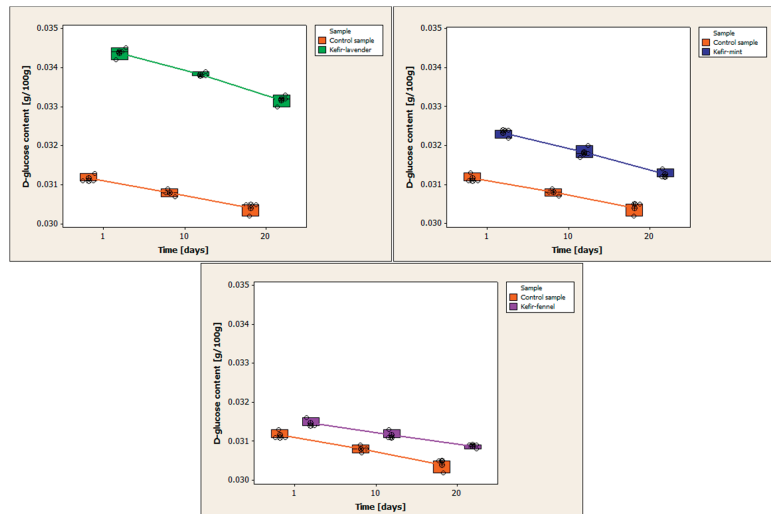 0.035
0.034
0.033
0.032
0.031
0.030
D-glucose content [g/100g]
1 10 20
Time [days]
Sample
Control sample
Kefir-lavender
0.035
0.034
0.033
0.032
0.031
0.030
D-glucose content [g/100g]
1 10 20
Time [days]
Sample
Control sample
Kefir-mint
0.035
0.034
0.033
0.032
0.031
0.030
D-glucose content [g/100g]
1 10 20
Time [days]
Sample
Control sample
Kefir-fennel